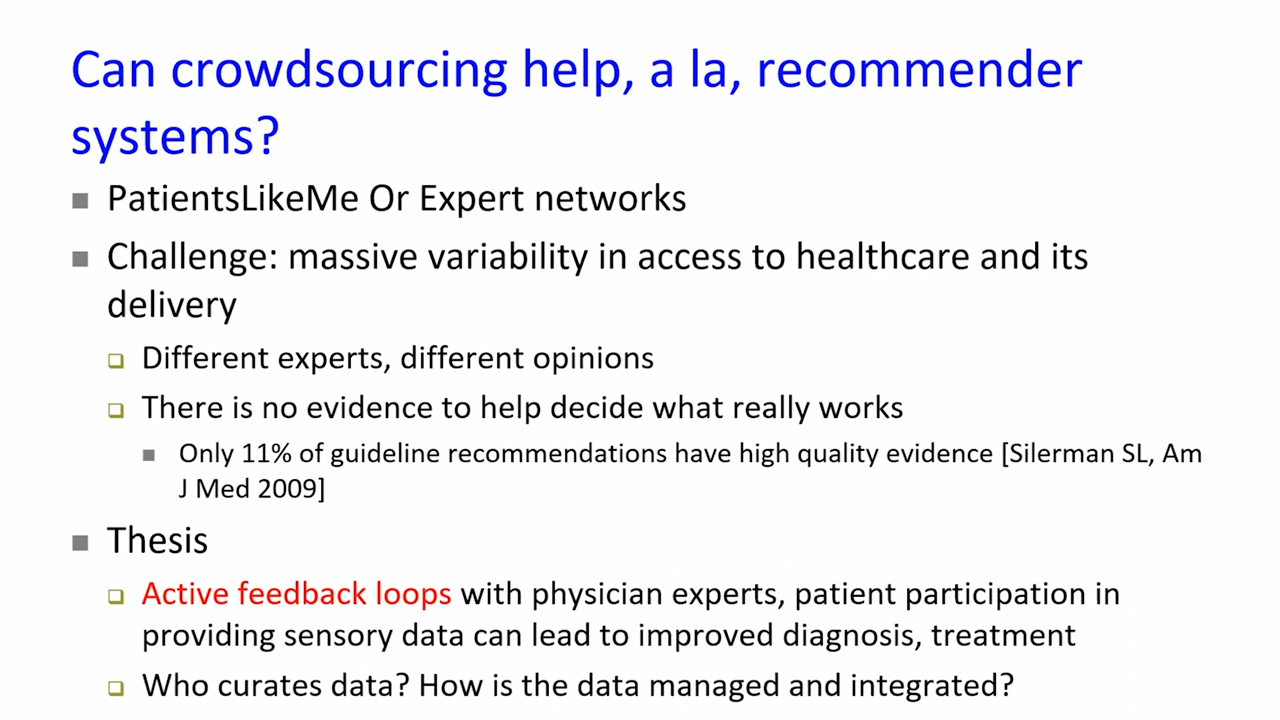 Can crowdsourcing help, a la, recommender
systems?
PatientsLikeMe Or Expert networks
Challenge: massive variability in access to healthcare and its
delivery
Different experts, different opinions
There is no evidence to help decide what really works
Only 11% of guideline recommendations have high quality evidence [Silerman SL, Am
J Med 2009]
Thesis
Active feedback loops with physician experts, patient participation in
providing sensory data can lead to improved diagnosis, treatment
Who curates data? How is the data managed and integrated?